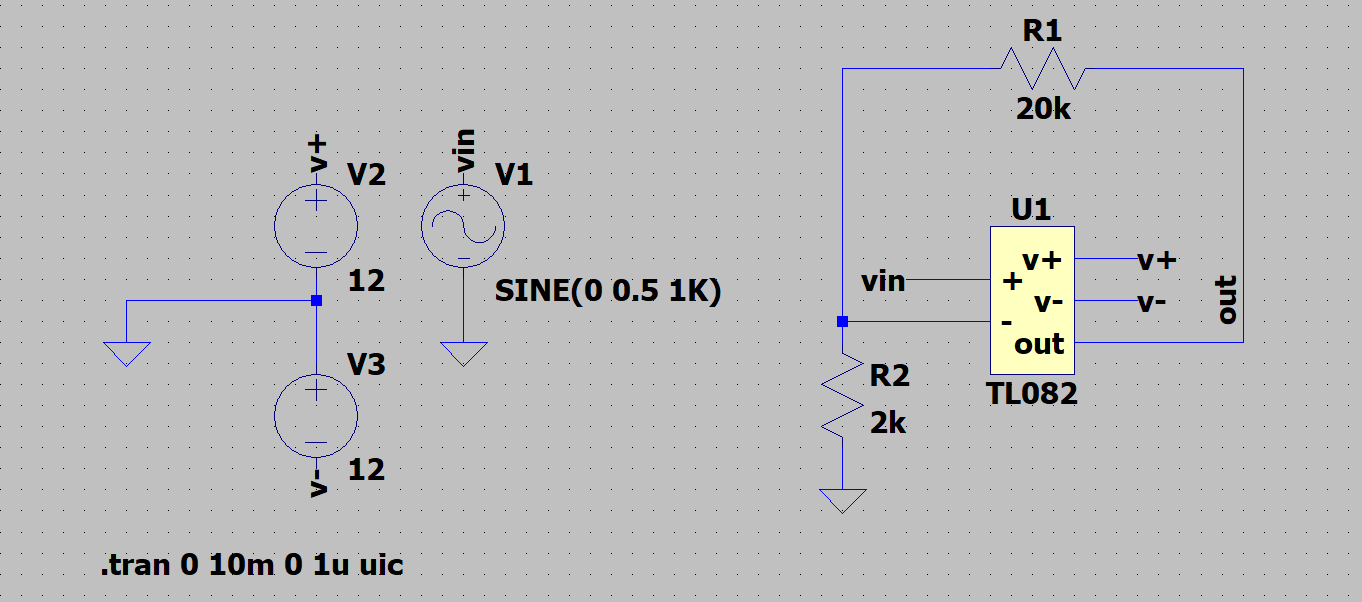 R1
20k
v+
V2
12
vin
V1
SINE(0 0.5 1K)
V3
12
v-
U1
vin
+
-
v+
v-
out
TL082
v+
v-
out
R2
2k
.tran 0 10m 0 1u uic